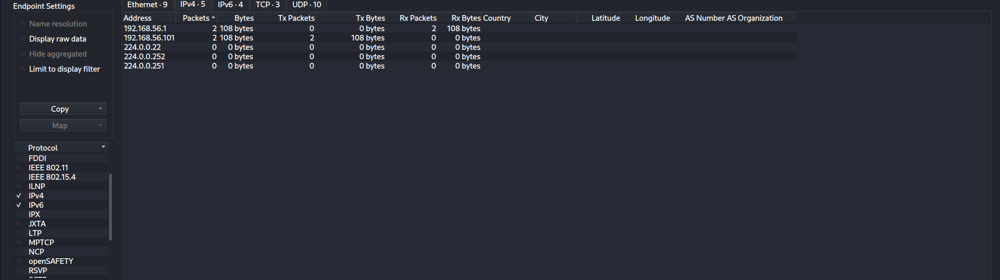 Endpoint Settings
Name resolution
Display raw data
Hide aggregated
Limit to display filter
Copy
Map
Protocol
FDDI
IEEE 802.11
IEEE 802.15.4
ILNP
IPv4
IPv6
IPX
JXTA
LTP
MPTCP
NCP
openSAFETY
RSVP
Ethernet · 9 IPv4 · 5 IPv6 · 4 TCP · 3 UDP · 10
Address Packets Bytes Tx Packets Tx Bytes Rx Packets Rx Bytes Country City Latitude Longitude AS Number AS Organization
192.168.56.1 2 108 bytes 0 0 bytes 2 108 bytes
192.168.56.101 2 108 bytes 2 108 bytes 0 0 bytes
224.0.0.22 0 0 bytes 0 0 bytes 0 0 bytes
224.0.0.252 0 0 bytes 0 0 bytes 0 0 bytes
224.0.0.251 0 0 bytes 0 0 bytes 0 0 bytes